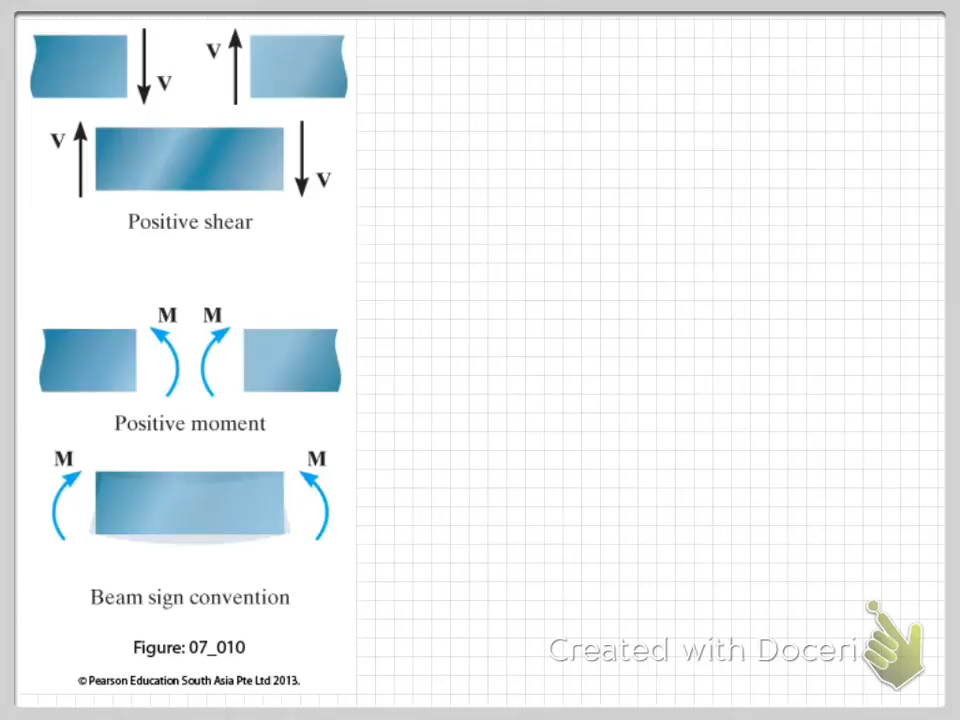 V
V
V
V
Positive shear
M M
Positive moment
M M
Beam sign convention
Figure: 07_010
© Pearson Education South Asia Pte Ltd 2013.
Created with Doceri